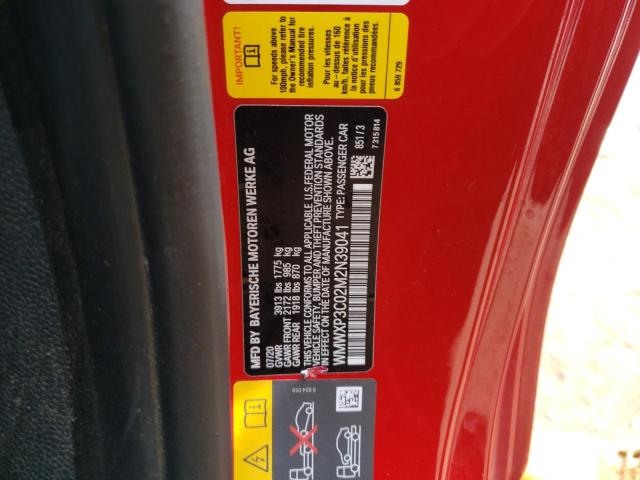 IMPORTANT!
For speeds above
100mph, please refer to
the Owner's Manual for
recommended tire
inflation pressures.
Pour les vitesses
au-dessus de 160
km/h, faites référence à
la notice d'utilisation
pour les pressions des
pneus recommandées.
6 859 729
MFD BY BAYERISCHE MOTOREN WERKE AG
07/20
GVWR 3913 lbs 1775 kg
GAWR FRONT 2172 lbs 985 kg
GAWR REAR 1918 lbs 870 kg
THIS VEHICLE CONFORMS TO ALL APPLICABLE U.S.FEDERAL MOTOR
VEHICLE SAFETY, BUMPER AND THEFT PREVENTION STANDARDS
IN EFFECT ON THE DATE OF MANUFACTURE SHOWN ABOVE.
WMWXP3C02M2N39041 TYPE: PASSENGER CAR
851/3
7315814
6 834 059